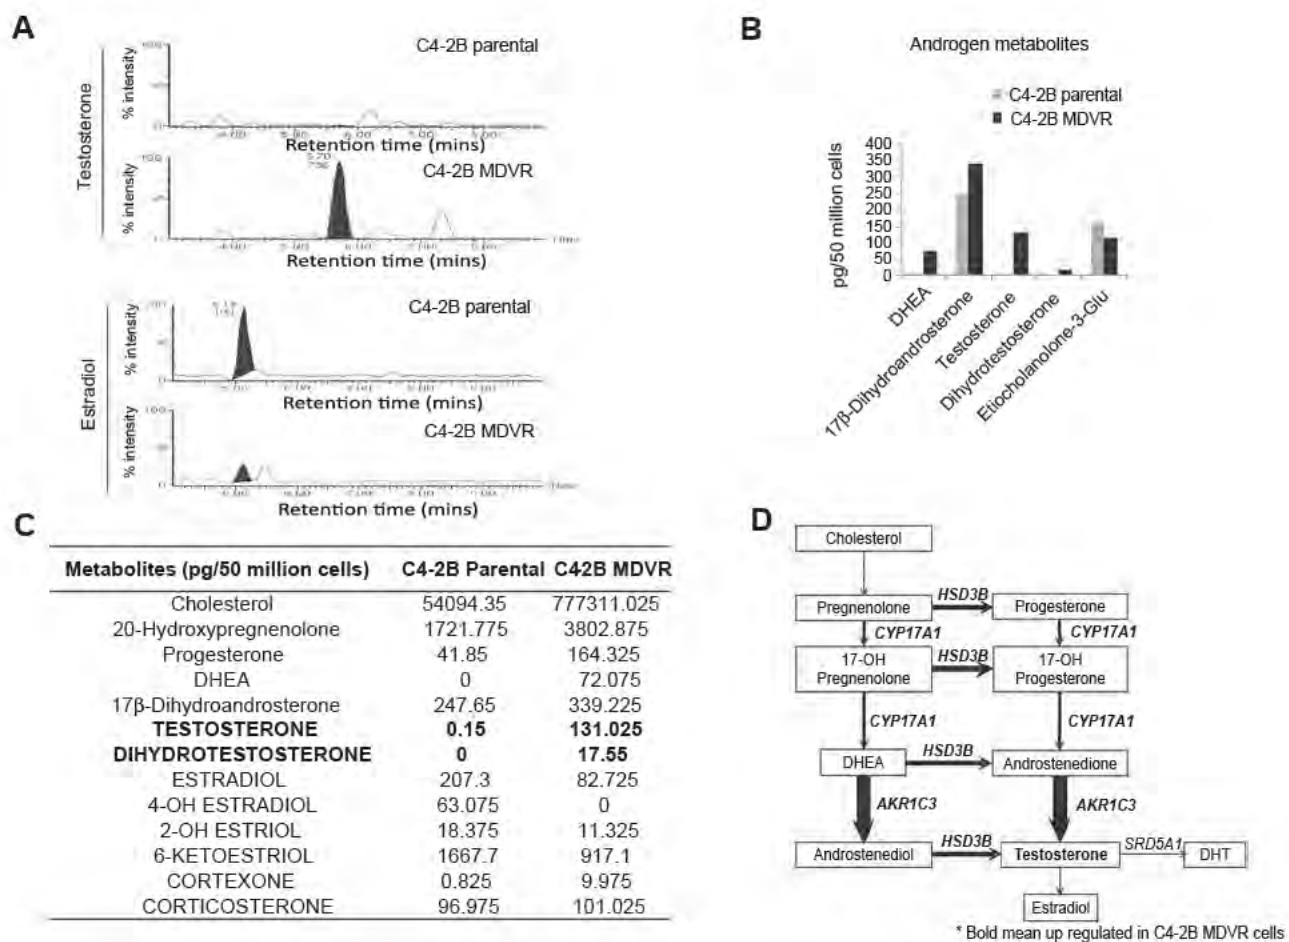 A
Testosterone
% intensity
C4-2B parental
Retention time (mins)
% intensity
C4-2B MDVR
Retention time (mins)
Estradiol
% intensity
C4-2B parental
Retention time (mins)
% intensity
C4-2B MDVR
Retention time (mins)
B
Androgen metabolites
C4-2B parental
C4-2B MDVR
pg/50 million cells
400
350
300
250
200
150
100
50
0
DHEA
17β-Dihydroandrosterone
Testosterone
Dihydrotestosterone
Etiocholanolone-3-Glu
C
Metabolites (pg/50 million cells) C4-2B Parental C42B MDVR
Cholesterol 54094.35 777311.025
20-Hydroxypregnenolone 1721.775 3802.875
Progesterone 41.85 164.325
DHEA 0 72.075
17β-Dihydroandrosterone 247.65 339.225
TESTOSTERONE 0.15 131.025
DIHYDROTESTOSTERONE 0 17.55
ESTRADIOL 207.3 82.725
4-OH ESTRADIOL 63.075 0
2-OH ESTRIOL 18.375 11.325
6-KETOESTRIOL 1667.7 917.1
CORTEXONE 0.825 9.975
CORTICOSTERONE 96.975 101.025
D
Cholesterol
Pregnenolone HSD3B Progesterone
CYP17A1 CYP17A1
17-OH Pregnenolone HSD3B 17-OH Progesterone
CYP17A1 CYP17A1
DHEA HSD3B Androstenedione
AKR1C3 AKR1C3
Androstenediol HSD3B Testosterone SRD5A1 DHT
Estradiol
* Bold mean up regulated in C4-2B MDVR cells